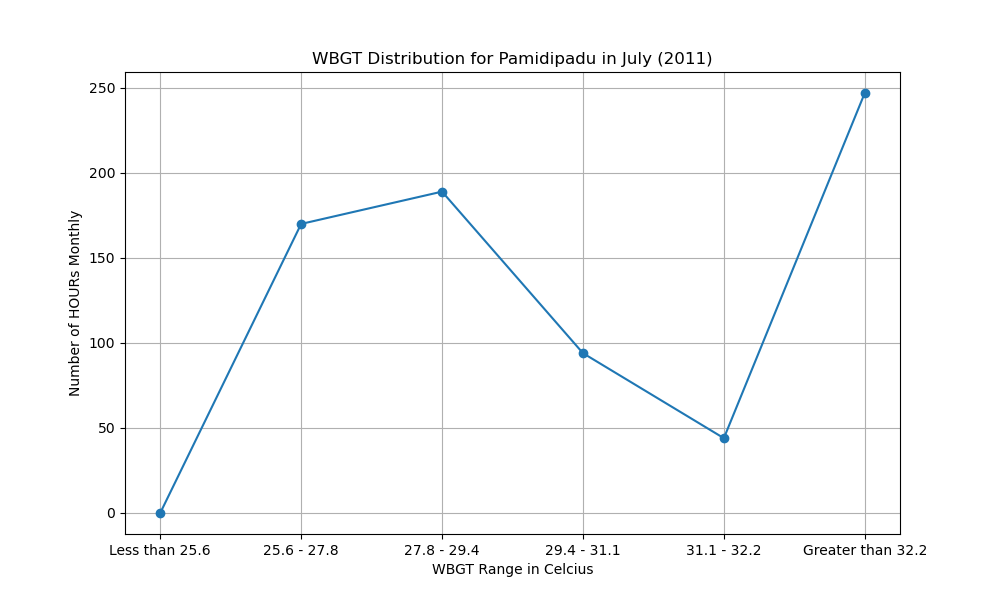 WBGT Distribution for Pamidipadu in July (2011)
Number of HOURs Monthly
250
200
150
100
50
0
Less than 25.6
25.6 - 27.8
27.8 - 29.4
29.4 - 31.1
31.1 - 32.2
Greater than 32.2
WBGT Range in Celcius